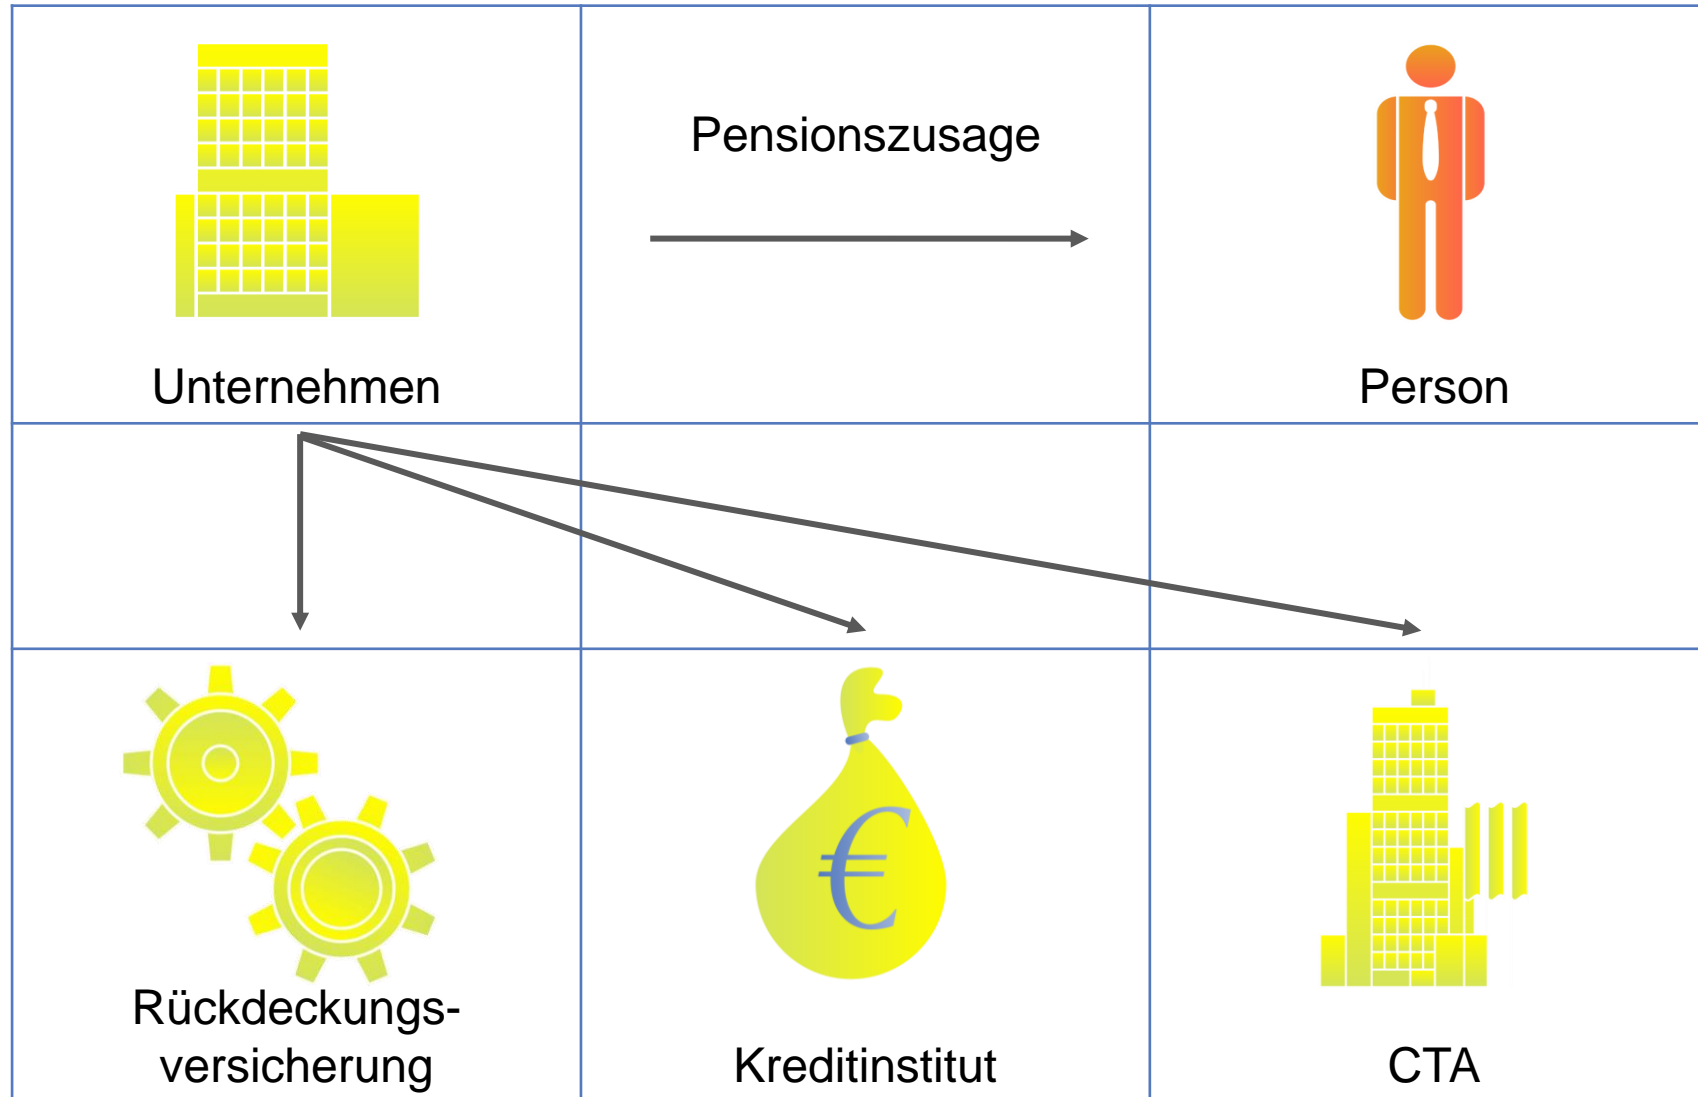 Pensionszusage
Unternehmen
Person
Rückdeckungs-
versicherung
€
Kreditinstitut
CTA